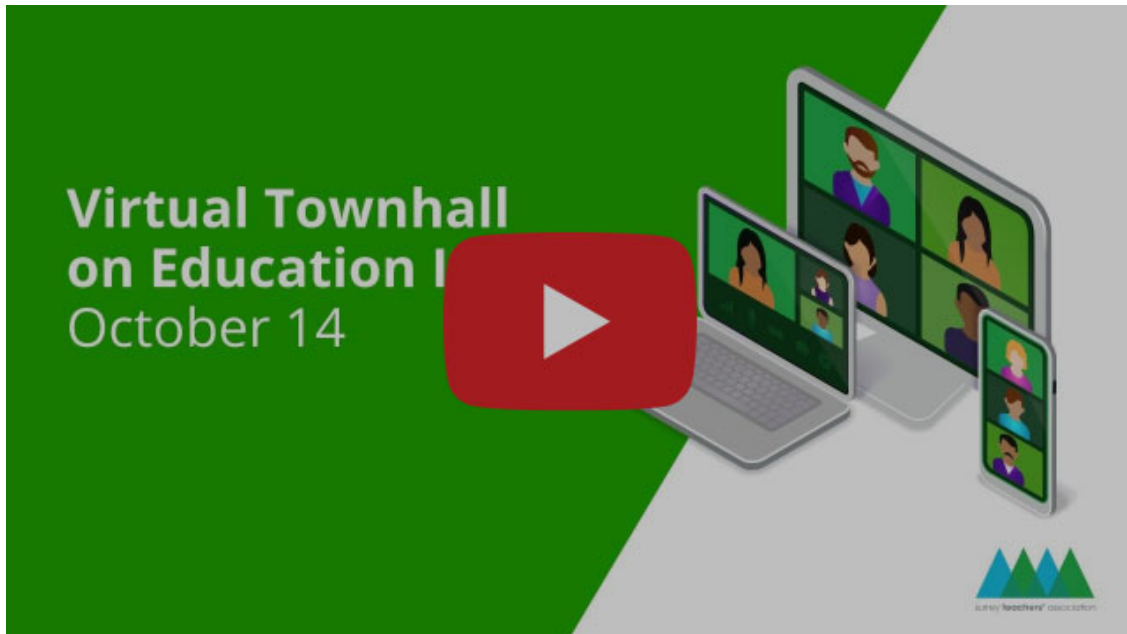 Virtual Townhall
on Education I
October 14
surrey teachers' association